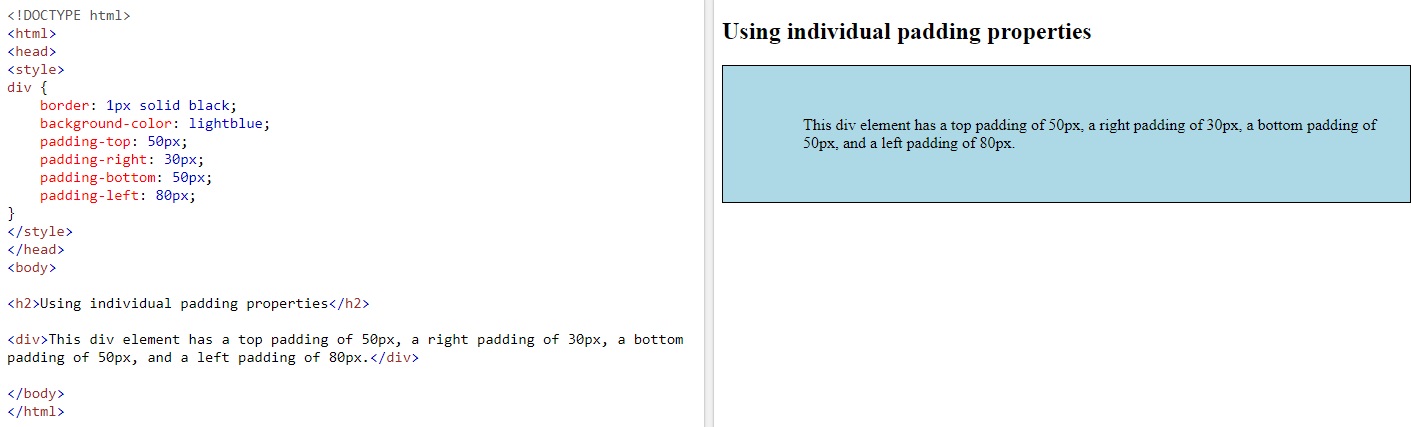 <!DOCTYPE html>
<html>
<head>
<style>
div {
    border: 1px solid black;
    background-color: lightblue;
    padding-top: 50px;
    padding-right: 30px;
    padding-bottom: 50px;
    padding-left: 80px;
}
</style>
</head>
<body>
<h2>Using individual padding properties</h2>
<div>This div element has a top padding of 50px, a right padding of 30px, a bottom
padding of 50px, and a left padding of 80px.</div>
</body>
</html>
Using individual padding properties
This div element has a top padding of 50px, a right padding of 30px, a bottom padding of
50px, and a left padding of 80px.